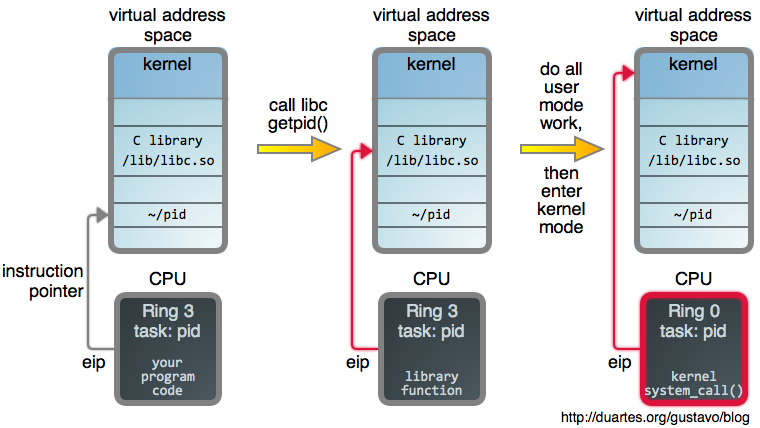 virtual address
space
kernel
C library
/lib/libc.so
~/pid
instruction
pointer
CPU
Ring 3
task: pid
your
program
code
eip
call libc
getpid()
virtual address
space
kernel
C library
/lib/libc.so
~/pid
CPU
Ring 3
task: pid
library
function
eip
do all
user
mode
work,
then
enter
kernel
mode
virtual address
space
kernel
C library
/lib/libc.so
~/pid
CPU
Ring 0
task: pid
kernel
system_call()
eip
http://duartes.org/gustavo/blog